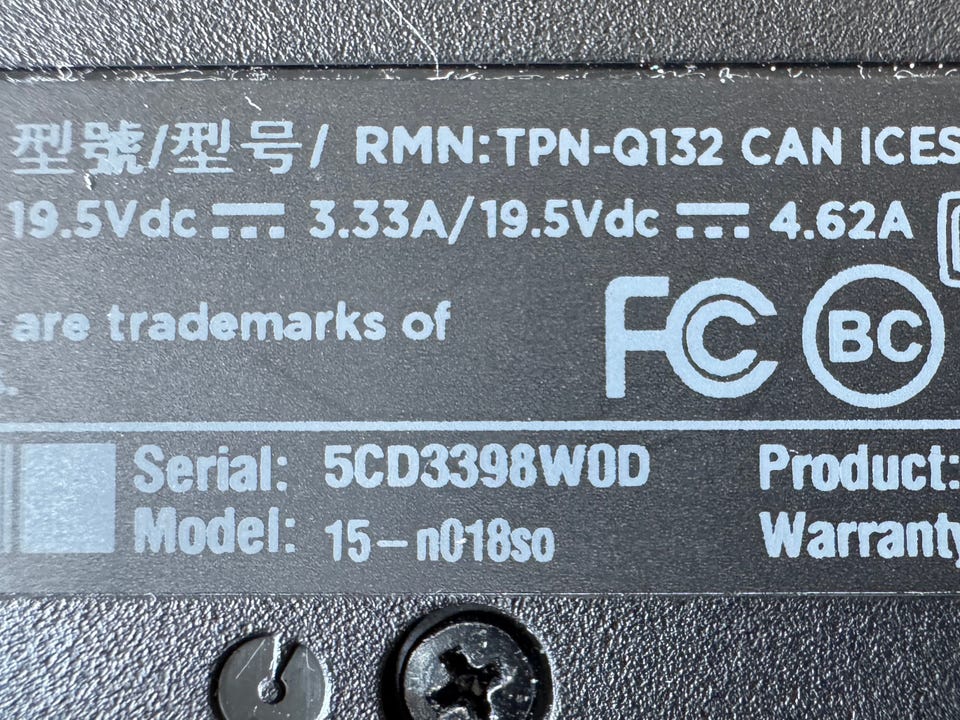 型號/型号/ RMN:TPN-Q132 CAN ICES
19.5Vdc ⎓ 3.33A/19.5Vdc ⎓ 4.62A
are trademarks of
FC BC
Serial: 5CD3398W0D Product:
Model: 15-n018so Warranty